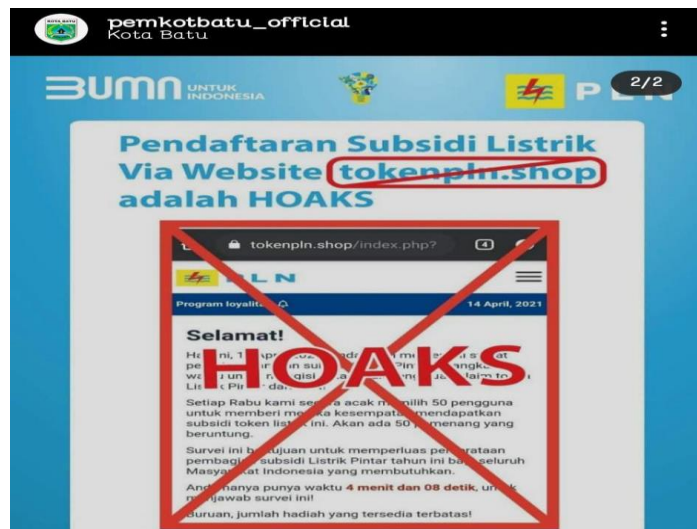 pemkotbatu_official
Kota Batu
2/2
BUMN UNTUK
INDONESIA
P L N
Pendaftaran Subsidi Listrik
Via Website tokenpln.shop
adalah HOAKS
tokenpln.shop/index.php?
4
P L N
Program loyalitas
14 April, 2021
Selamat!
HOAKS
Setiap Rabu kami secara acak memilih 50 pengguna
untuk memberi mereka kesempatan mendapatkan
subsidi token listrik ini. Akan ada 50 pemenang yang
beruntung.
Survei ini bertujuan untuk memperluas pemerataan
pembagian subsidi Listrik Pintar tahun ini bagi seluruh
Masyarakat Indonesia yang membutuhkan.
Anda hanya punya waktu 4 menit dan 08 detik, untuk
menjawab survei ini!
Buruan, jumlah hadiah yang tersedia terbatas!